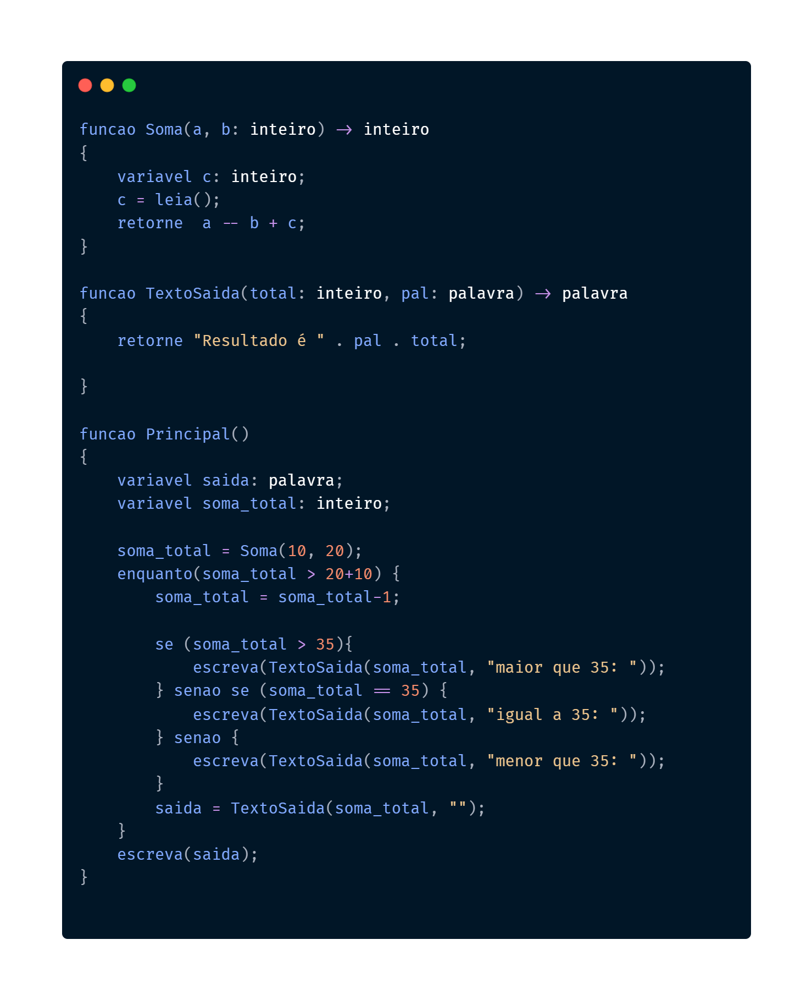 funcao Soma(a, b: inteiro) -> inteiro
{
    variavel c: inteiro;
    c = leia();
    retorne  a -- b + c;
}

funcao TextoSaida(total: inteiro, pal: palavra) -> palavra
{
    retorne "Resultado é " . pal . total;

}

funcao Principal()
{
    variavel saida: palavra;
    variavel soma_total: inteiro;

    soma_total = Soma(10, 20);
    enquanto(soma_total > 20+10) {
        soma_total = soma_total-1;

        se (soma_total > 35){
            escreva(TextoSaida(soma_total, "maior que 35: "));
        } senao se (soma_total == 35) {
            escreva(TextoSaida(soma_total, "igual a 35: "));
        } senao {
            escreva(TextoSaida(soma_total, "menor que 35: "));
        }
        saida = TextoSaida(soma_total, "");
    }
    escreva(saida);
}